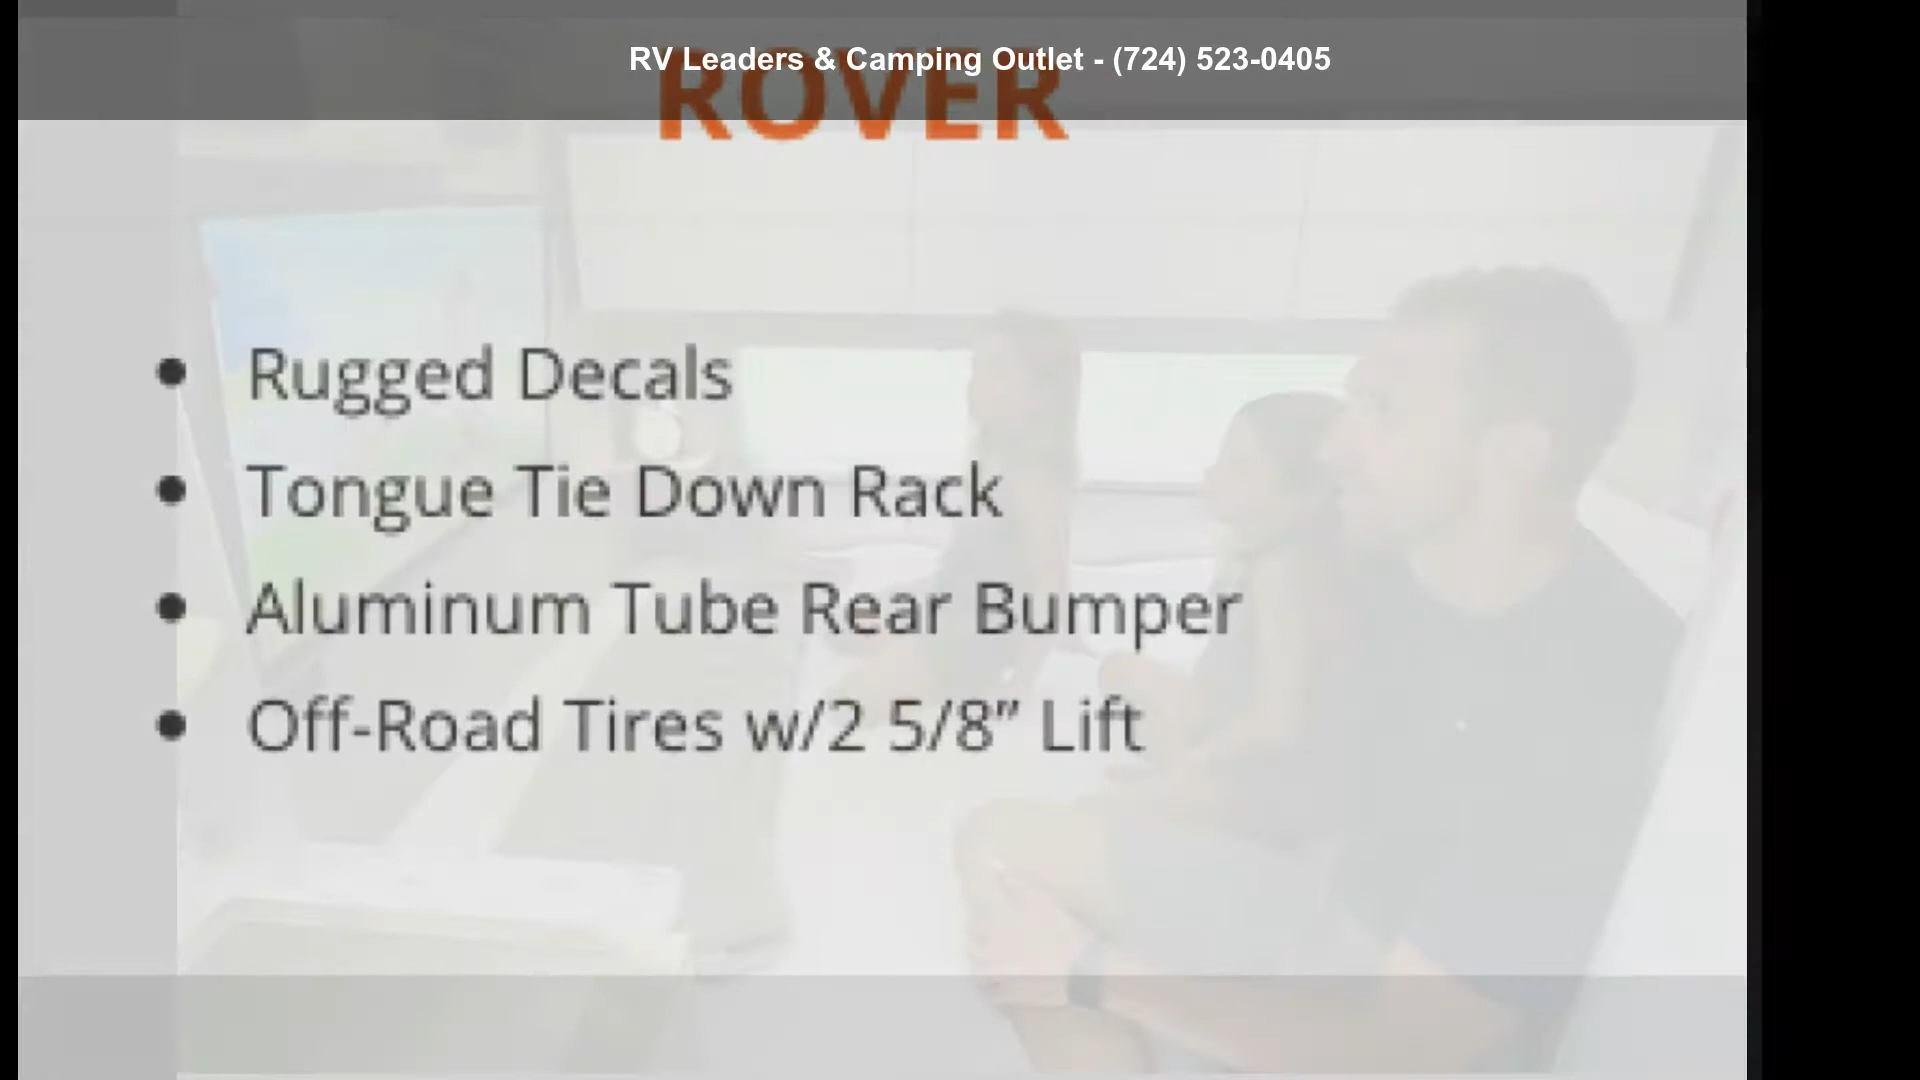 RV Leaders & Camping Outlet - (724) 523-0405
ROVER
• Rugged Decals
• Tongue Tie Down Rack
• Aluminum Tube Rear Bumper
• Off-Road Tires w/2 5/8” Lift